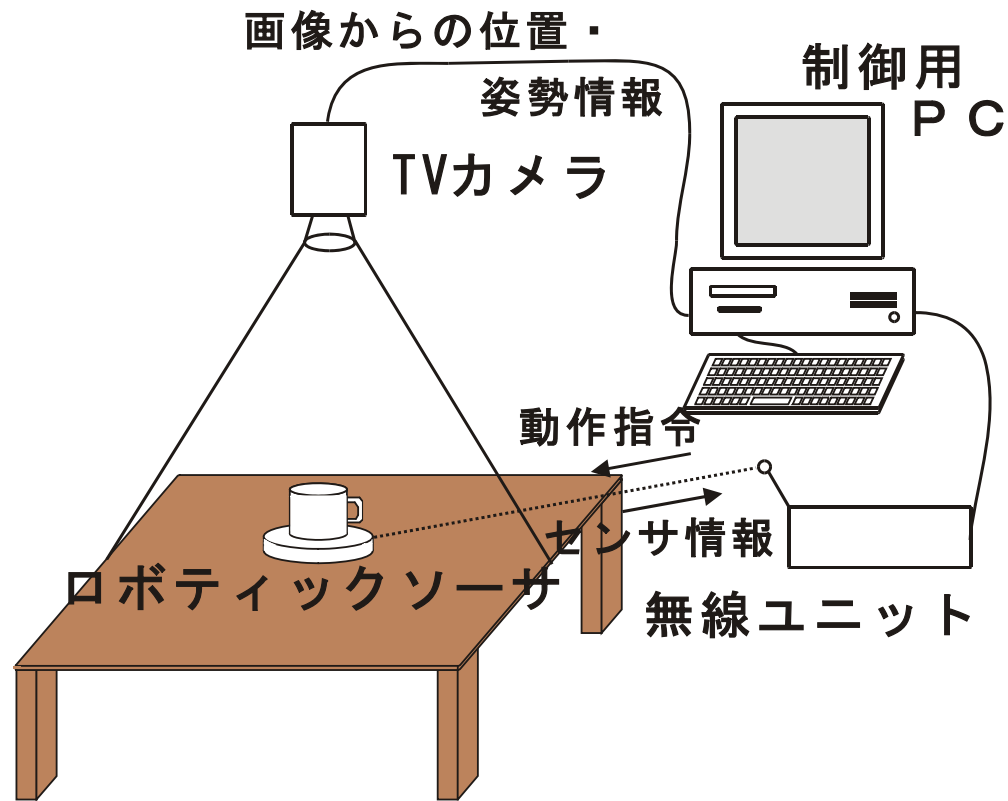 画像からの位置・
姿勢情報
制御用
ＰＣ
TVカメラ
動作指令
センサ情報
ロボティックソーサ
無線ユニット